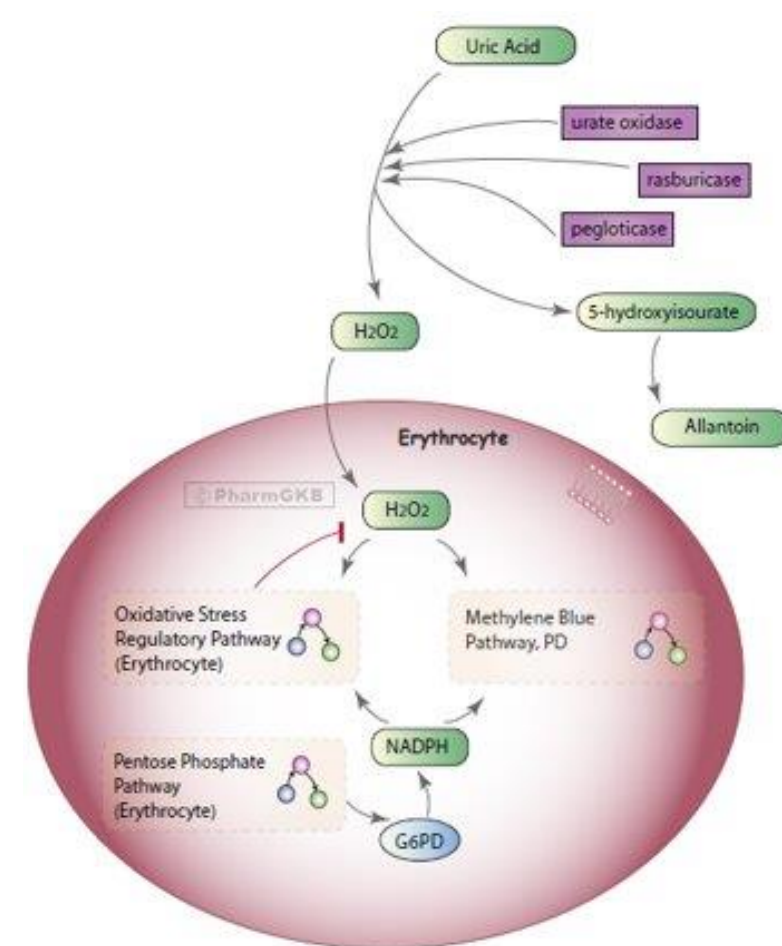 Uric Acid
urate oxidase
rasburicase
pegloticase
5-hydroxyisourate
H2O2
Allantoin
Erythrocyte
©PharmGKB
H2O2
Oxidative Stress
Regulatory Pathway
(Erythrocyte)
Methylene Blue
Pathway, PD
NADPH
Pentose Phosphate
Pathway
(Erythrocyte)
G6PD